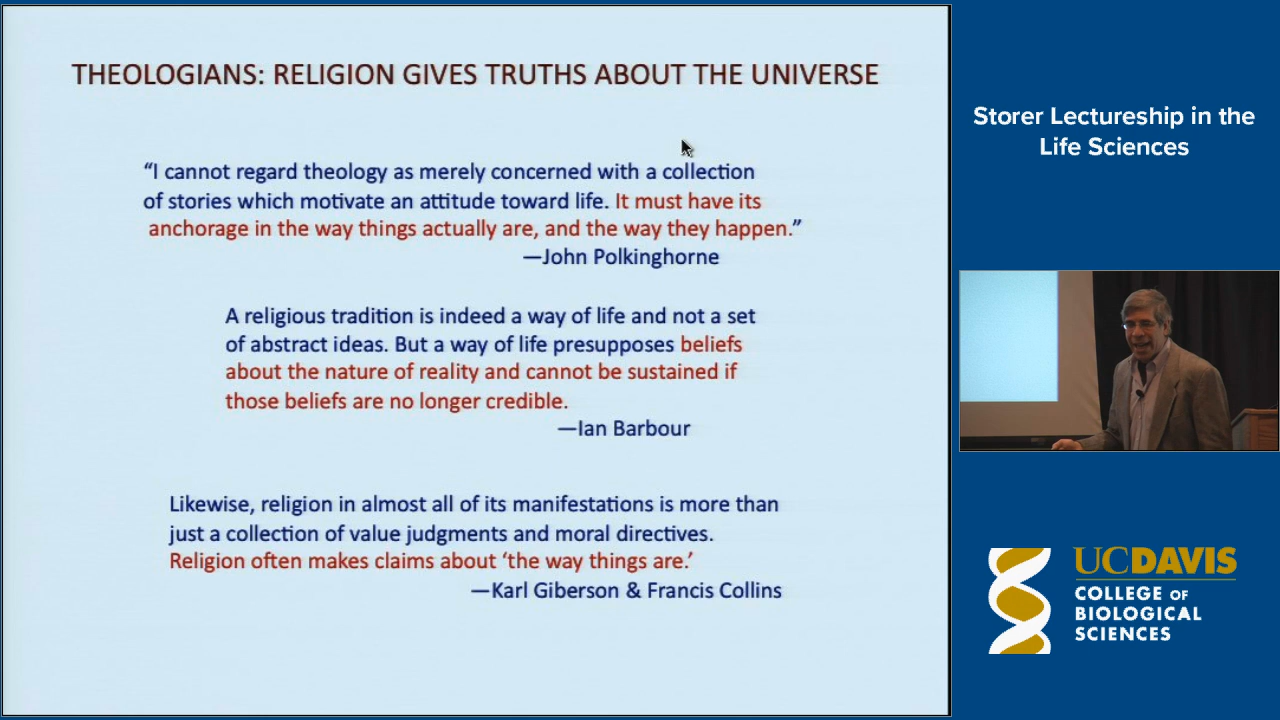 THEOLOGIANS: RELIGION GIVES TRUTHS ABOUT THE UNIVERSE
“I cannot regard theology as merely concerned with a collection
of stories which motivate an attitude toward life. It must have its
anchorage in the way things actually are, and the way they happen.”
—John Polkinghorne
A religious tradition is indeed a way of life and not a set
of abstract ideas. But a way of life presupposes beliefs
about the nature of reality and cannot be sustained if
those beliefs are no longer credible.
—Ian Barbour
Likewise, religion in almost all of its manifestations is more than
just a collection of value judgments and moral directives.
Religion often makes claims about ‘the way things are.’
—Karl Giberson & Francis Collins
Storer Lectureship in the
Life Sciences
UCDAVIS
COLLEGE OF
BIOLOGICAL
SCIENCES